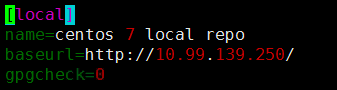 [local]
name=centos 7 local repo
baseurl=http://10.99.139.250/
gpgcheck=0